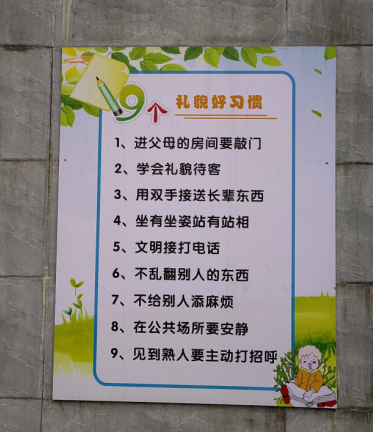 9个 礼貌好习惯
1、进父母的房间要敲门
2、学会礼貌待客
3、用双手接送长辈东西
4、坐有坐姿站有站相
5、文明接打电话
6、不乱翻别人的东西
7、不给别人添麻烦
8、在公共场所要安静
9、见到熟人要主动打招呼